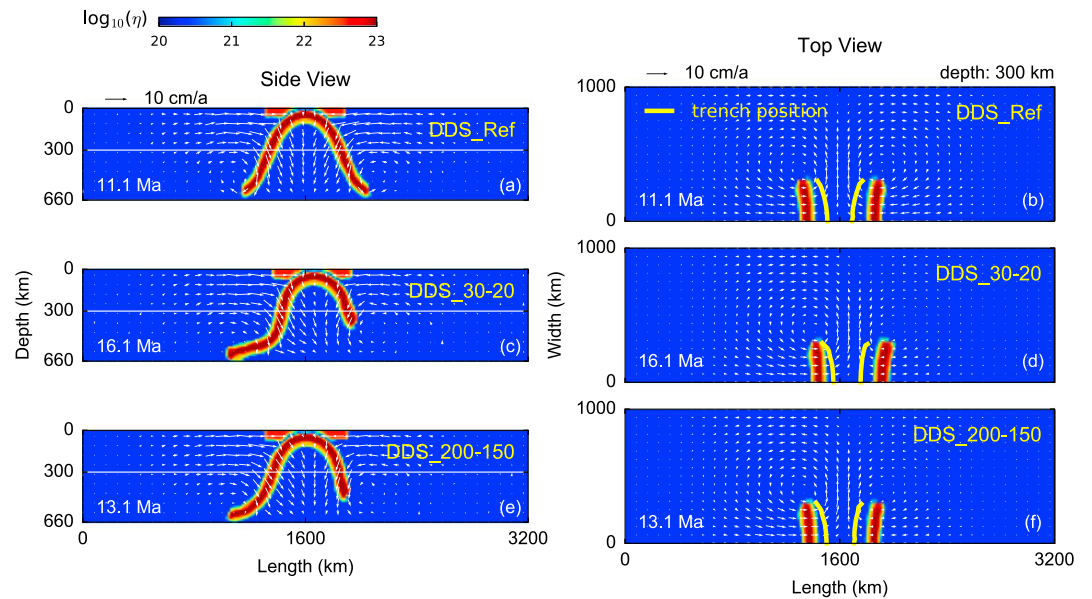 log₁₀(η)
20 21 22 23
Side View
10 cm/a
0
300
660
DDS_Ref
11.1 Ma
(a)
Depth (km)
0
300
660
DDS_30-20
16.1 Ma
(c)
0
300
660
DDS_200-150
13.1 Ma
(e)
0 1600 3200
Length (km)
Top View
10 cm/a depth: 300 km
1000
0
trench position
DDS_Ref
11.1 Ma
(b)
Width (km)
1000
0
DDS_30-20
16.1 Ma
(d)
1000
0
DDS_200-150
13.1 Ma
(f)
0 1600 3200
Length (km)